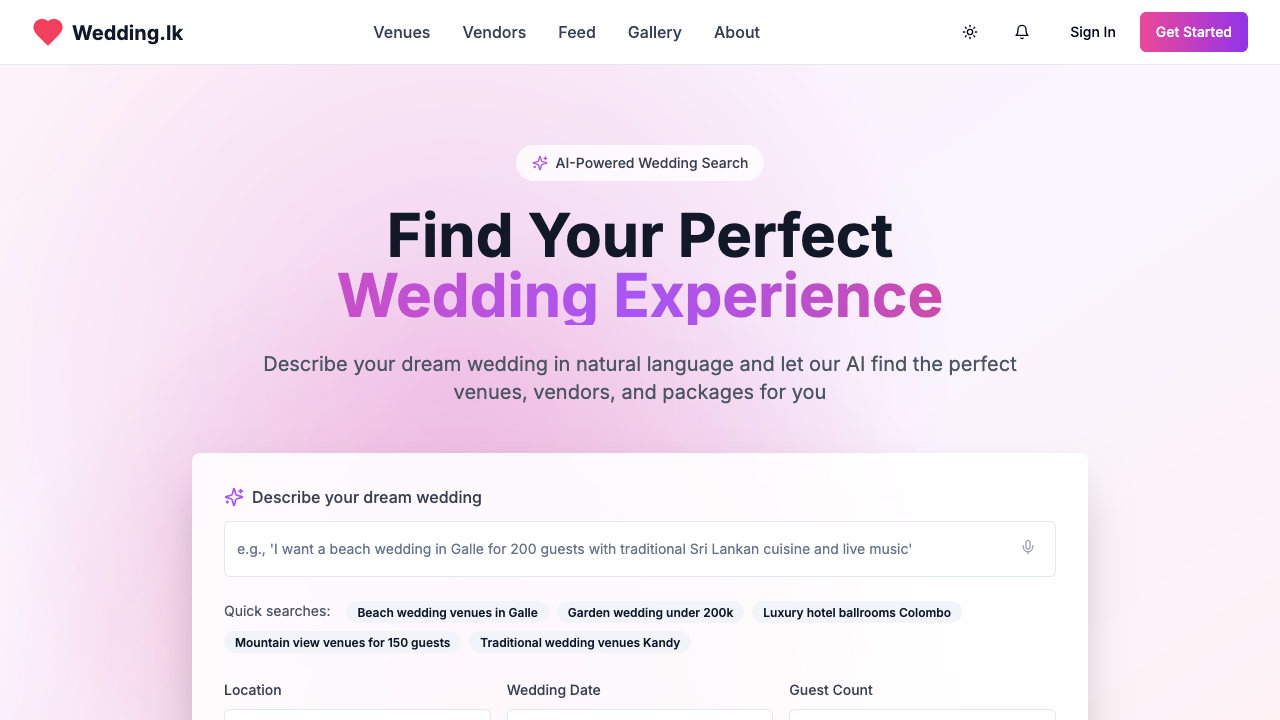 Wedding.lk
Venues Vendors Feed Gallery About
Sign In
Get Started
AI-Powered Wedding Search
Find Your Perfect
Wedding Experience
Describe your dream wedding in natural language and let our AI find the perfect
venues, vendors, and packages for you
Describe your dream wedding
e.g., 'I want a beach wedding in Galle for 200 guests with traditional Sri Lankan cuisine and live music'
Quick searches: Beach wedding venues in Galle Garden wedding under 200k Luxury hotel ballrooms Colombo
Mountain view venues for 150 guests Traditional wedding venues Kandy
Location Wedding Date Guest Count